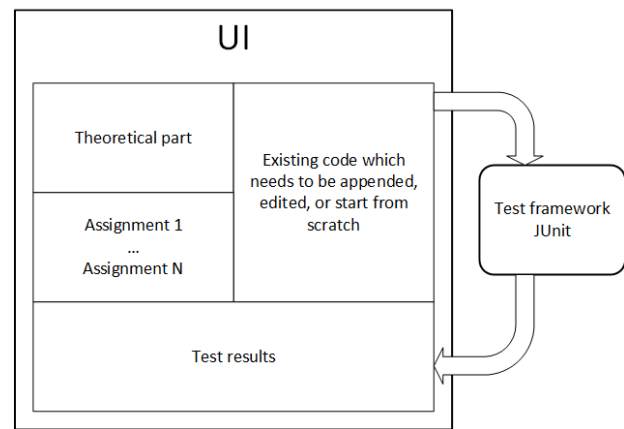 UI
Theoretical part
Existing code which
needs to be appended,
edited, or start from
scratch
Assignment 1
...
Assignment N
Test framework
JUnit
Test results